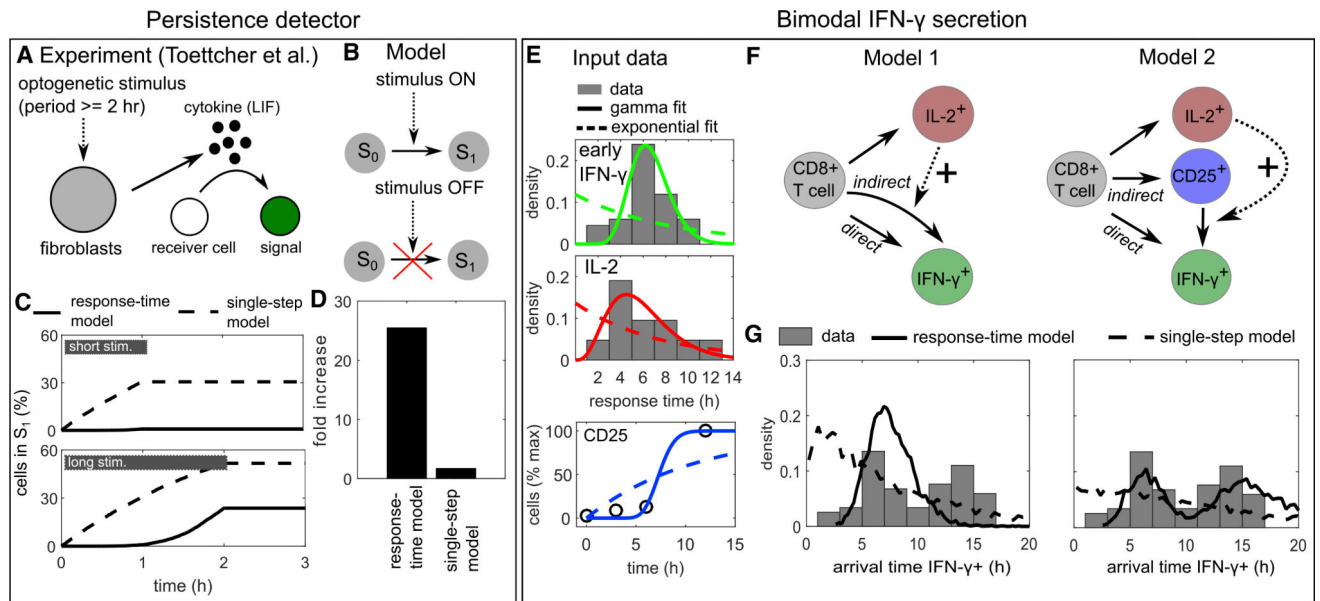 Persistence detector
Bimodal IFN-γ secretion
A Experiment (Toettcher et al.)
optogenetic stimulus
(period >= 2 hr)
cytokine (LIF)
fibroblasts
receiver cell
signal
B Model
stimulus ON
S0
S1
stimulus OFF
S0
S1
C
response-time
model
single-step
model
60
short stim.
30
0
60
long stim.
30
0
cells in S1 (%)
0 1 2 3
time (h)
D
30
20
10
0
fold increase
response-
time model
single-step
model
E
Input data
data
gamma fit
exponential fit
early
IFN-γ
0.2
0.1
0
density
IL-2
0.2
0.1
0
density
2 4 6 8 10 12 14
response time (h)
CD25
100
50
0
cells (% max)
0 5 10 15
time (h)
F
Model 1
IL-2+
CD8+
T cell
indirect
+
direct
IFN-γ+
Model 2
IL-2+
CD8+
T cell
CD25+
indirect
+
direct
IFN-γ+
G
data
response-time model
single-step model
0.3
0.2
0.1
0
density
0 5 10 15 20
arrival time IFN-γ+ (h)
0 5 10 15 20
arrival time IFN-γ+ (h)